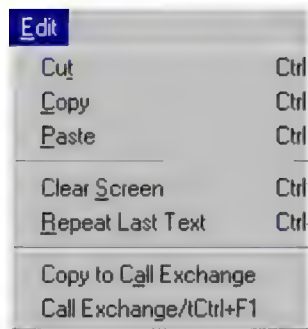 Edit
Cut Ctrl
Copy Ctrl
Paste Ctrl
Clear Screen Ctrl
Repeat Last Text Ctrl-
Copy to Call Exchange
Call Exchange/tCtrl+F1